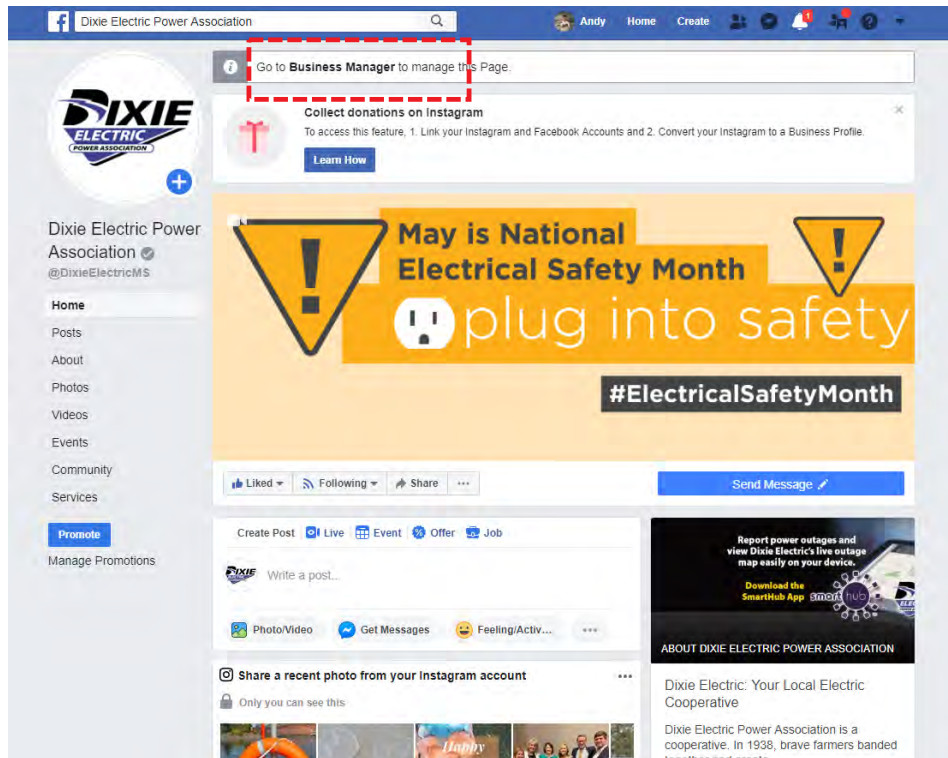 Dixie Electric Power Association
Andy Home Create
1
Go to Business Manager to manage this Page.
DIXIE
ELECTRIC
POWER ASSOCIATION
Collect donations on Instagram
To access this feature, 1. Link your Instagram and Facebook Accounts and 2. Convert your Instagram to a Business Profile.
Learn How
Dixie Electric Power
Association
@DixieElectricMS
Home
Posts
About
Photos
Videos
Events
Community
Services
Promote
Manage Promotions
May is National
Electrical Safety Month
plug into safety
#ElectricalSafetyMonth
Liked Following Share ...
Send Message
Create Post Live Event Offer Job
DIXIE
Write a post...
Photo/Video Get Messages Feeling/Activ... ...
Share a recent photo from your Instagram account ...
Only you can see this
Happy
Report power outages and
view Dixie Electric's live outage
map easily on your device.
Download the
SmartHub App smart hub
ABOUT DIXIE ELECTRIC POWER ASSOCIATION
Dixie Electric: Your Local Electric
Cooperative
Dixie Electric Power Association is a
cooperative. In 1938, brave farmers banded